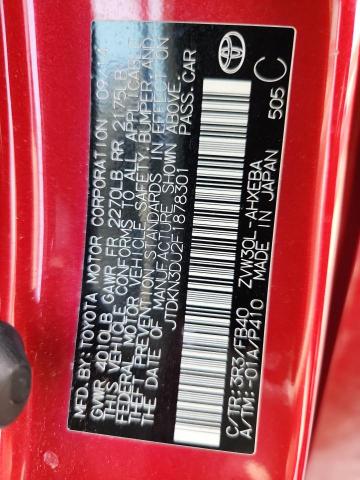 MFD. BY: TOYOTA MOTOR CORPORATION 09/14
GVWR 4010LB GAWR FR 2270LB RR 2175LB
THIS VEHICLE CONFORMS TO ALL APPLICABLE
FEDERAL MOTOR VEHICLE SAFETY, BUMPER AND
THEFT PREVENTION STANDARDS IN EFFECT ON
THE DATE OF MANUFACTURE SHOWN ABOVE.
JTDKN3DU2F1878301 PASS. CAR
C/TR: 3R3/FB40 ZVW30L-AHXEBA
A/TM: -01A/P410 MADE IN JAPAN 505 C
TOYOTA